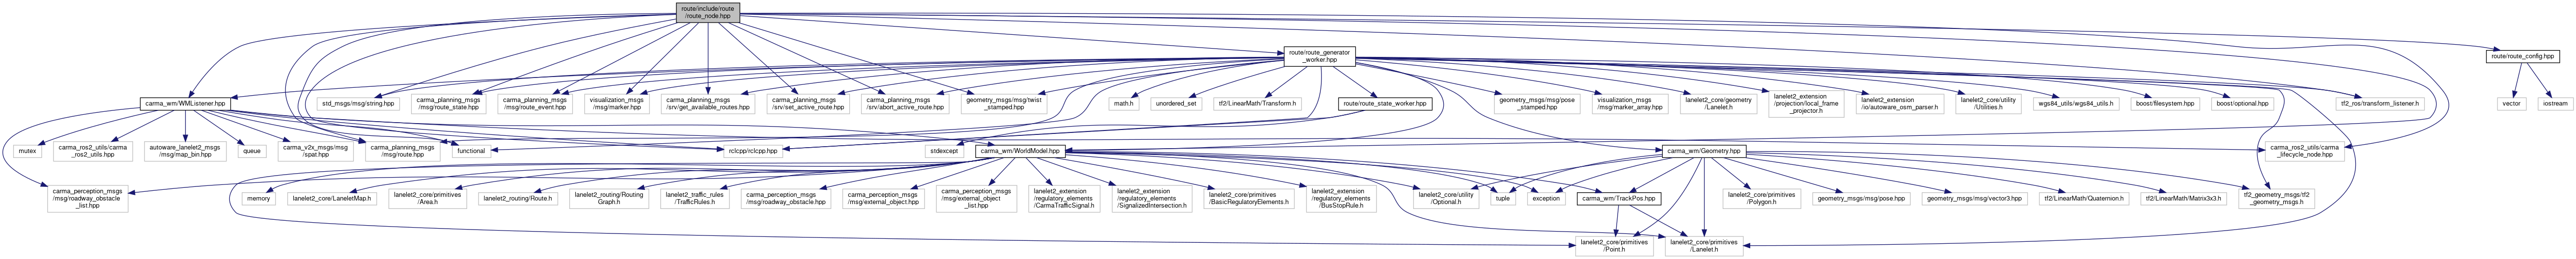 route/include/route
/route_node.hpp
route/route_generator
_worker.hpp
route/route_config.hpp
carma_wm/WMListener.hpp
std_msgs/msg/string.hpp
carma_planning_msgs
/msg/route_state.hpp
carma_planning_msgs
/msg/route_event.hpp
visualization_msgs
/msg/marker.hpp
carma_planning_msgs
/srv/get_available_routes.hpp
carma_planning_msgs
/srv/set_active_route.hpp
carma_planning_msgs
/srv/abort_active_route.hpp
geometry_msgs/msg/twist
_stamped.hpp
math.h
unordered_set
tf2/LinearMath/Transform.h
route/route_state_worker.hpp
geometry_msgs/msg/pose
_stamped.hpp
visualization_msgs
/msg/marker_array.hpp
lanelet2_core/geometry
/Lanelet.h
lanelet2_extension
/projection/local_frame
_projector.h
lanelet2_extension
/io/autoware_osm_parser.h
lanelet2_core/utility
/Utilities.h
wgs84_utils/wgs84_utils.h
boost/filesystem.hpp
boost/optional.hpp
tf2_ros/transform_listener.h
vector
iostream
mutex
carma_ros2_utils/carma
_ros2_utils.hpp
autoware_lanelet2_msgs
/msg/map_bin.hpp
queue
carma_v2x_msgs/msg
/spat.hpp
carma_planning_msgs
/msg/route.hpp
functional
rclcpp/rclcpp.hpp
stdexcept
carma_wm/WorldModel.hpp
carma_wm/Geometry.hpp
carma_ros2_utils/carma
_lifecycle_node.hpp
carma_perception_msgs
/msg/roadway_obstacle
_list.hpp
memory
lanelet2_core/LaneletMap.h
lanelet2_core/primitives
/Area.h
lanelet2_routing/Route.h
lanelet2_routing/Routing
Graph.h
lanelet2_traffic_rules
/TrafficRules.h
carma_perception_msgs
/msg/roadway_obstacle.hpp
carma_perception_msgs
/msg/external_object.hpp
carma_perception_msgs
/msg/external_object
_list.hpp
lanelet2_extension
/regulatory_elements
/CarmaTrafficSignal.h
lanelet2_extension
/regulatory_elements
/SignalizedIntersection.h
lanelet2_core/primitives
/BasicRegulatoryElements.h
lanelet2_extension
/regulatory_elements
/BusStopRule.h
lanelet2_core/utility
/Optional.h
tuple
exception
carma_wm/TrackPos.hpp
lanelet2_core/primitives
/Polygon.h
geometry_msgs/msg/pose.hpp
geometry_msgs/msg/vector3.hpp
tf2/LinearMath/Quaternion.h
tf2/LinearMath/Matrix3x3.h
tf2_geometry_msgs/tf2
_geometry_msgs.h
lanelet2_core/primitives
/Point.h
lanelet2_core/primitives
/Lanelet.h